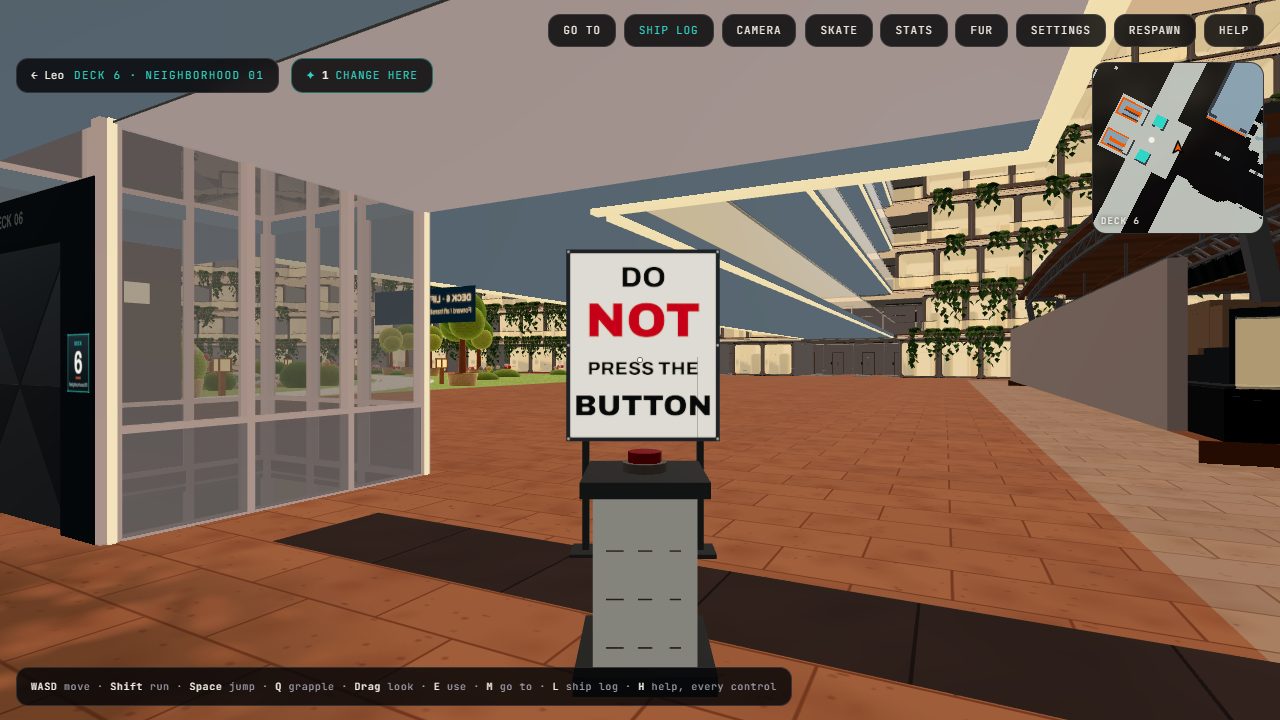 GO TO
SHIP LOG
CAMERA
SKATE
STATS
FUR
SETTINGS
RESPAWN
HELP
← Leo DECK 6 · NEIGHBORHOOD 01
✦ 1 CHANGE HERE
DECK 6
DECK 6
6
DO
NOT
PRESS THE
BUTTON
WASD move · Shift run · Space jump · Q grapple · Drag look · E use · M go to · L ship log · H help, every control